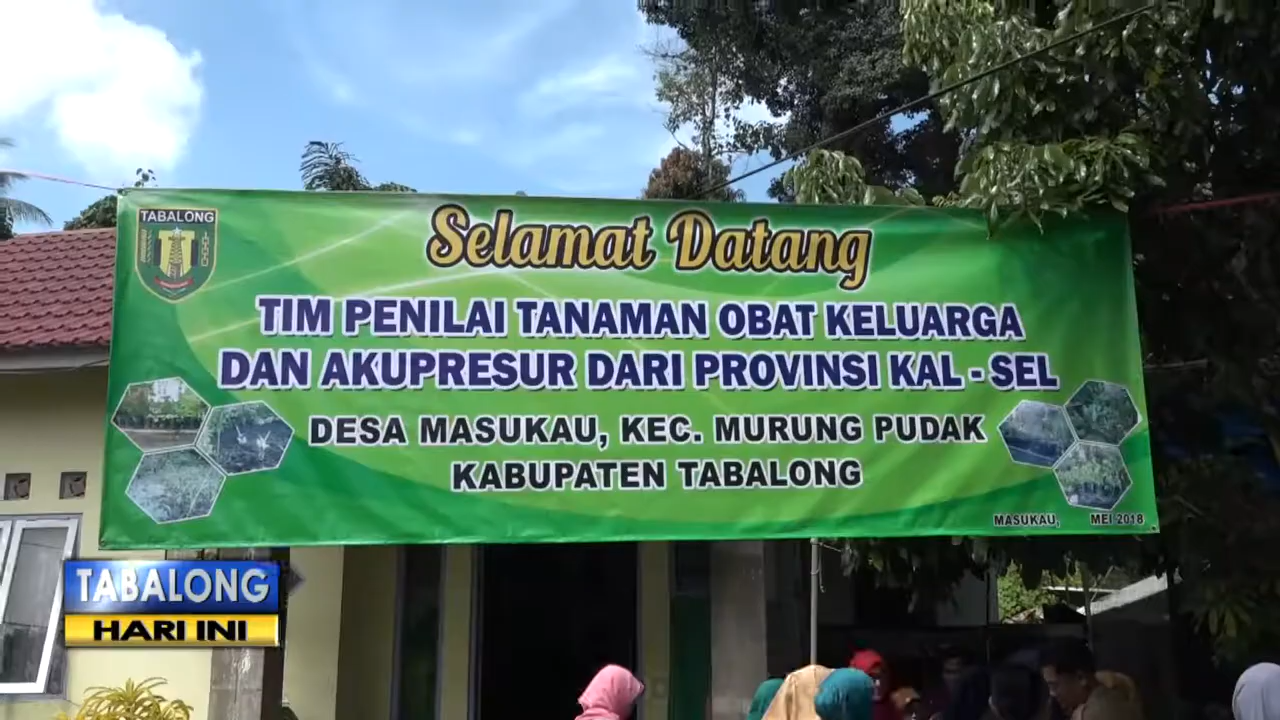 TABALONG
Selamat Datang
TIM PENILAI TANAMAN OBAT KELUARGA
DAN AKUPRESUR DARI PROVINSI KAL - SEL
DESA MASUKAU, KEC. MURUNG PUDAK
KABUPATEN TABALONG
MASUKAU, MEI 2018
TABALONG
HARI INI